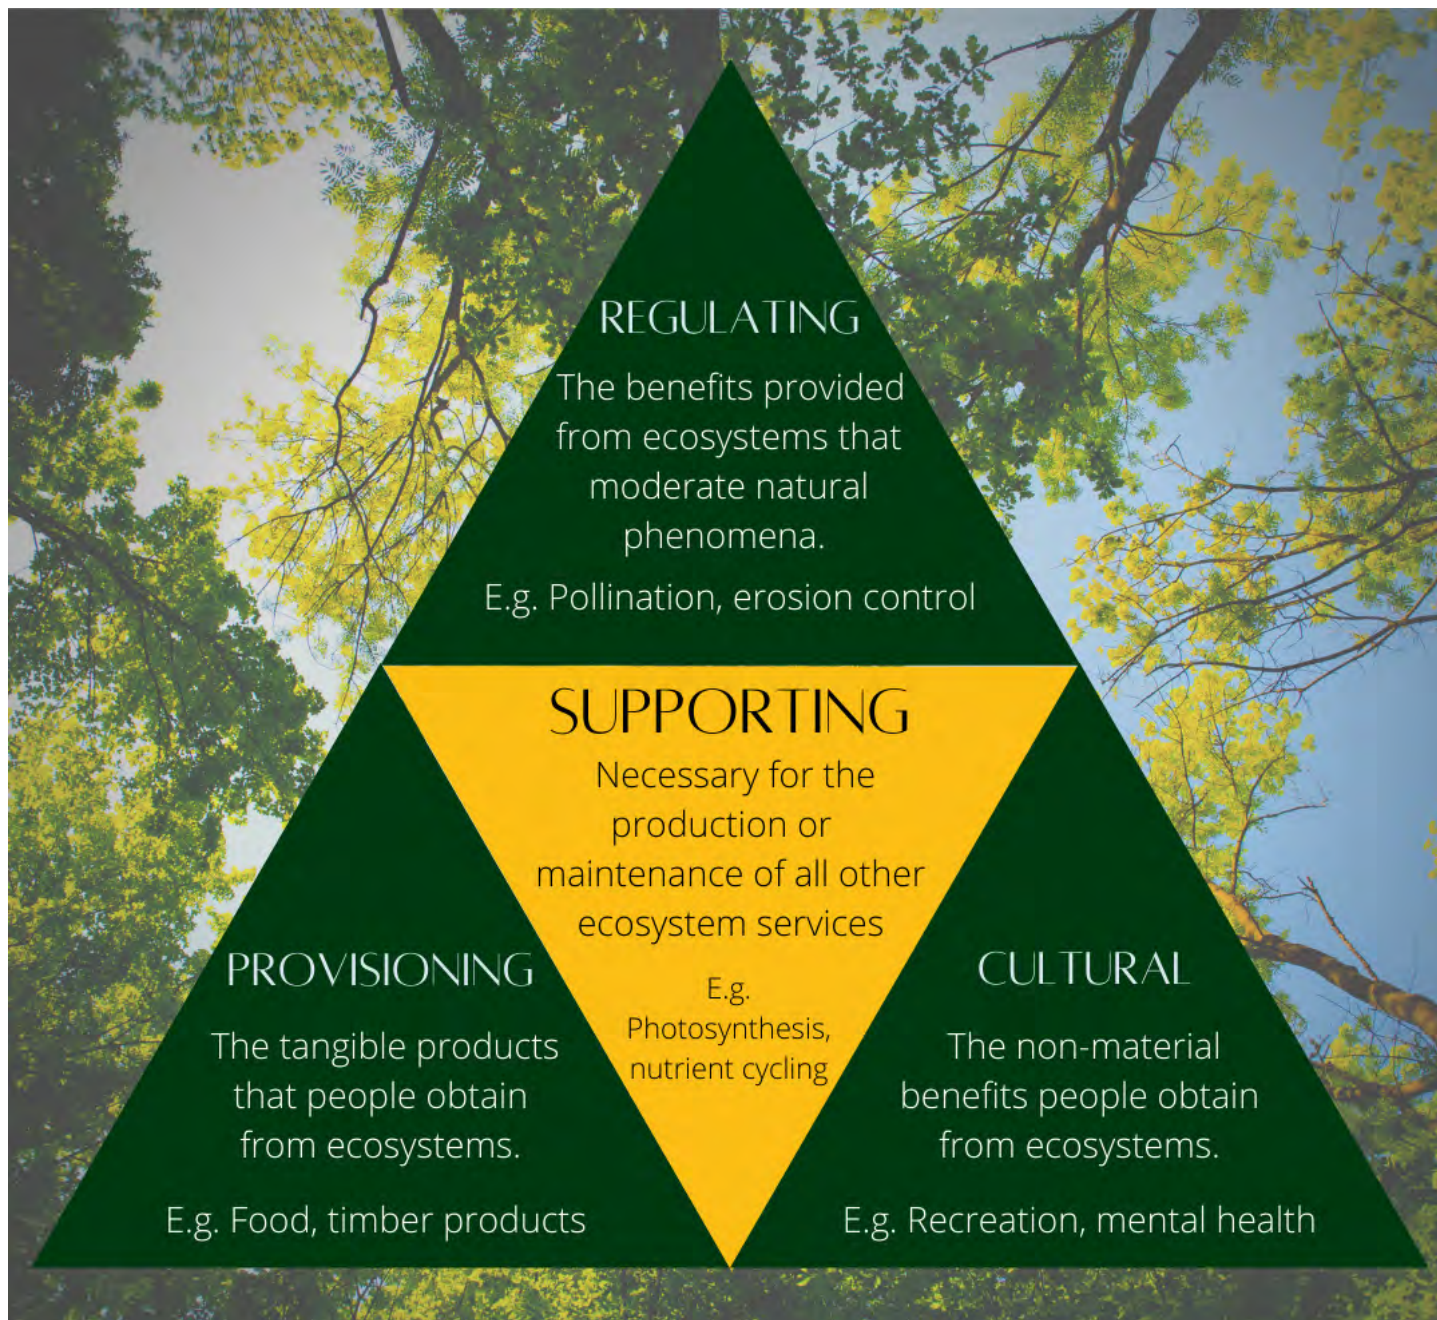 REGULATING
The benefits provided
from ecosystems that
moderate natural
phenomena.
E.g. Pollination, erosion control
SUPPORTING
Necessary for the
production or
maintenance of all other
ecosystem services
E.g.
Photosynthesis,
nutrient cycling
PROVISIONING
The tangible products
that people obtain
from ecosystems.
E.g. Food, timber products
CULTURAL
The non-material
benefits people obtain
from ecosystems.
E.g. Recreation, mental health